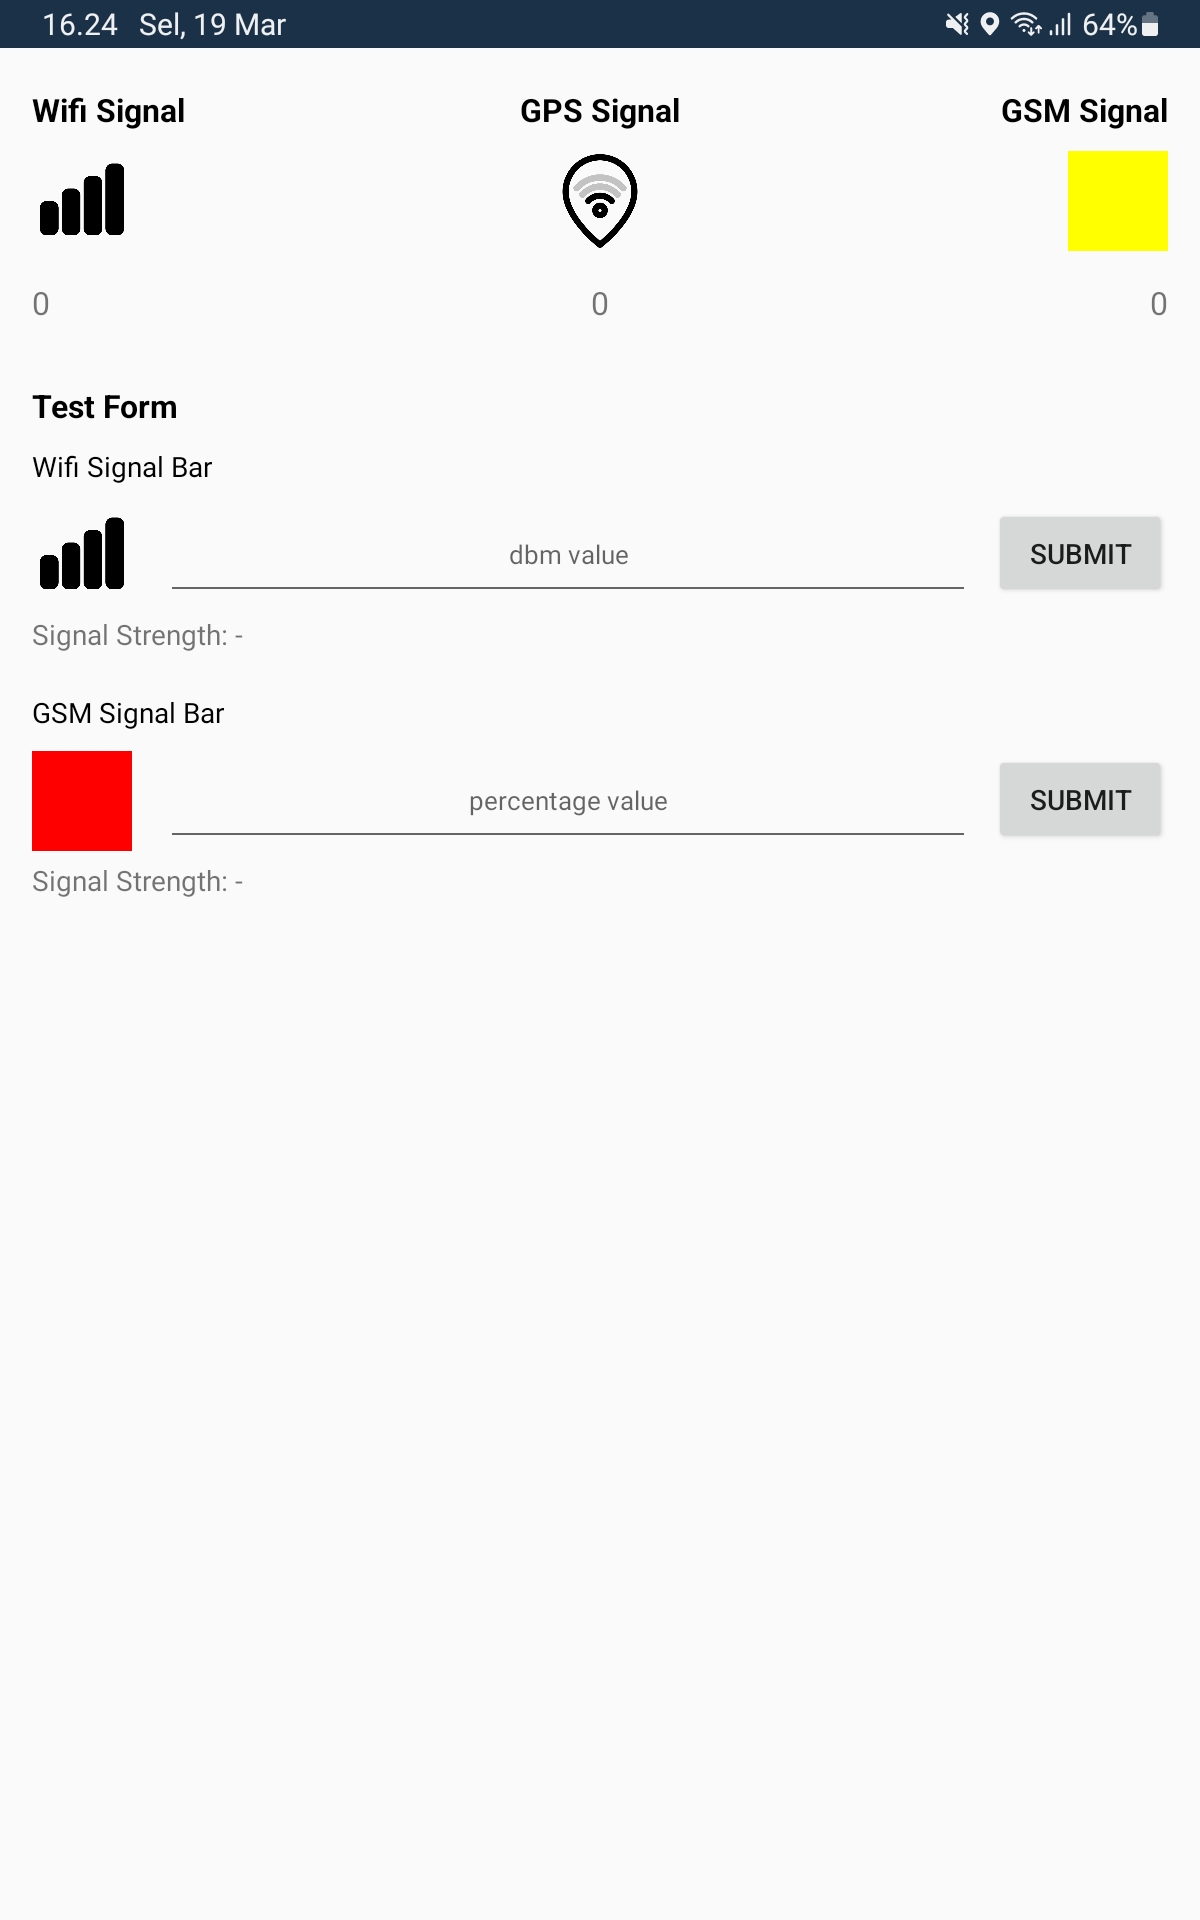 16.24 Sel, 19 Mar 64%
Wifi Signal GPS Signal GSM Signal
0 0 0
Test Form
Wifi Signal Bar
dbm value SUBMIT
Signal Strength: -
GSM Signal Bar
percentage value SUBMIT
Signal Strength: -